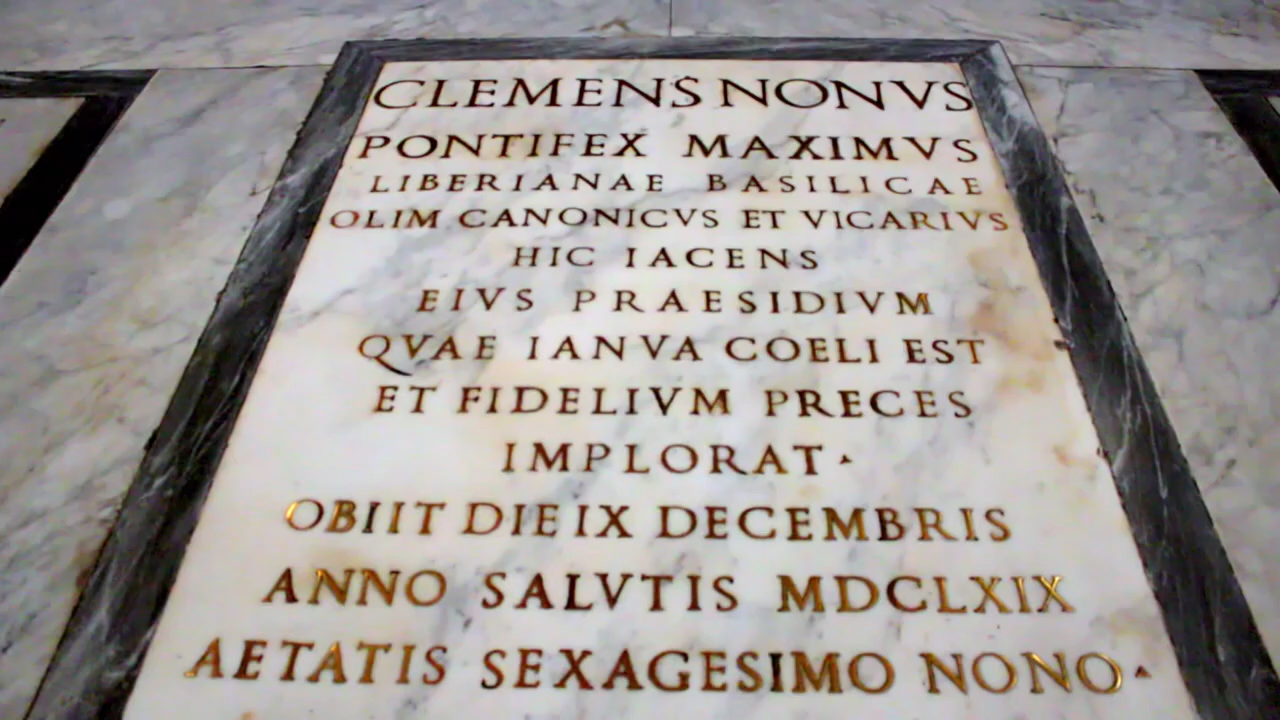 CLEMENS NONVS
PONTIFEX MAXIMVS
LIBERIANAE BASILICAE
OLIM CANONICVS ET VICARIVS
HIC IACENS
EIVS PRAESIDIVM
QVAE IANVA COELI EST
ET FIDELIVM PRECES
IMPLORAT
OBIIT DIE IX DECEMBRIS
ANNO SALVTIS MDCLXIX
AETATIS SEXAGESIMO NONO